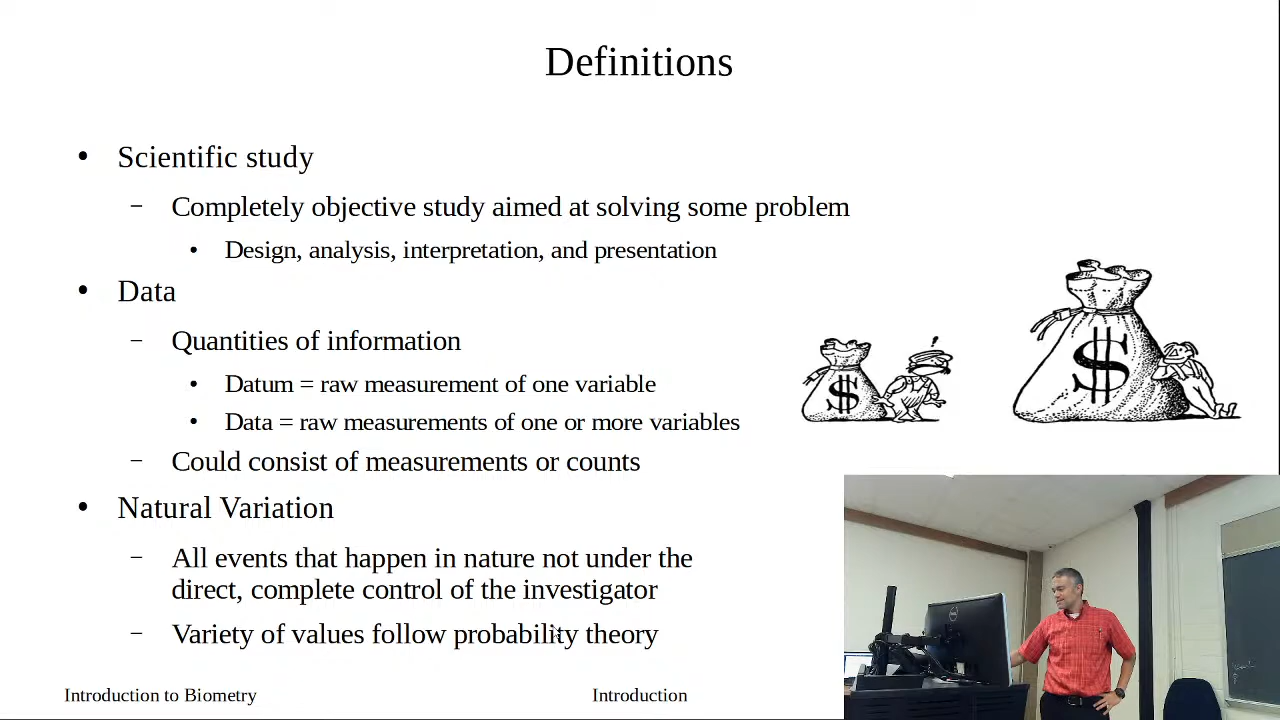 Definitions
• Scientific study
– Completely objective study aimed at solving some problem
• Design, analysis, interpretation, and presentation
• Data
– Quantities of information
• Datum = raw measurement of one variable
• Data = raw measurements of one or more variables
– Could consist of measurements or counts
• Natural Variation
– All events that happen in nature not under the
direct, complete control of the investigator
– Variety of values follow probability theory
$
$
!
Introduction to Biometry
Introduction
DELL